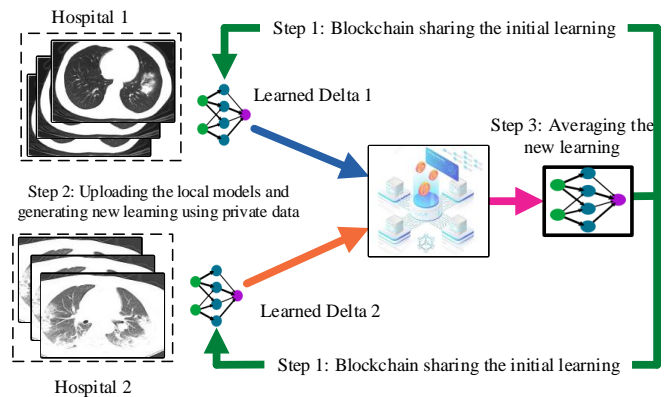 Hospital 1
Step 1: Blockchain sharing the initial learning
Learned Delta 1
Step 3: Averaging the
new learning
Step 2: Uploading the local models and
generating new learning using private data
Learned Delta 2
Step 1: Blockchain sharing the initial learning
Hospital 2